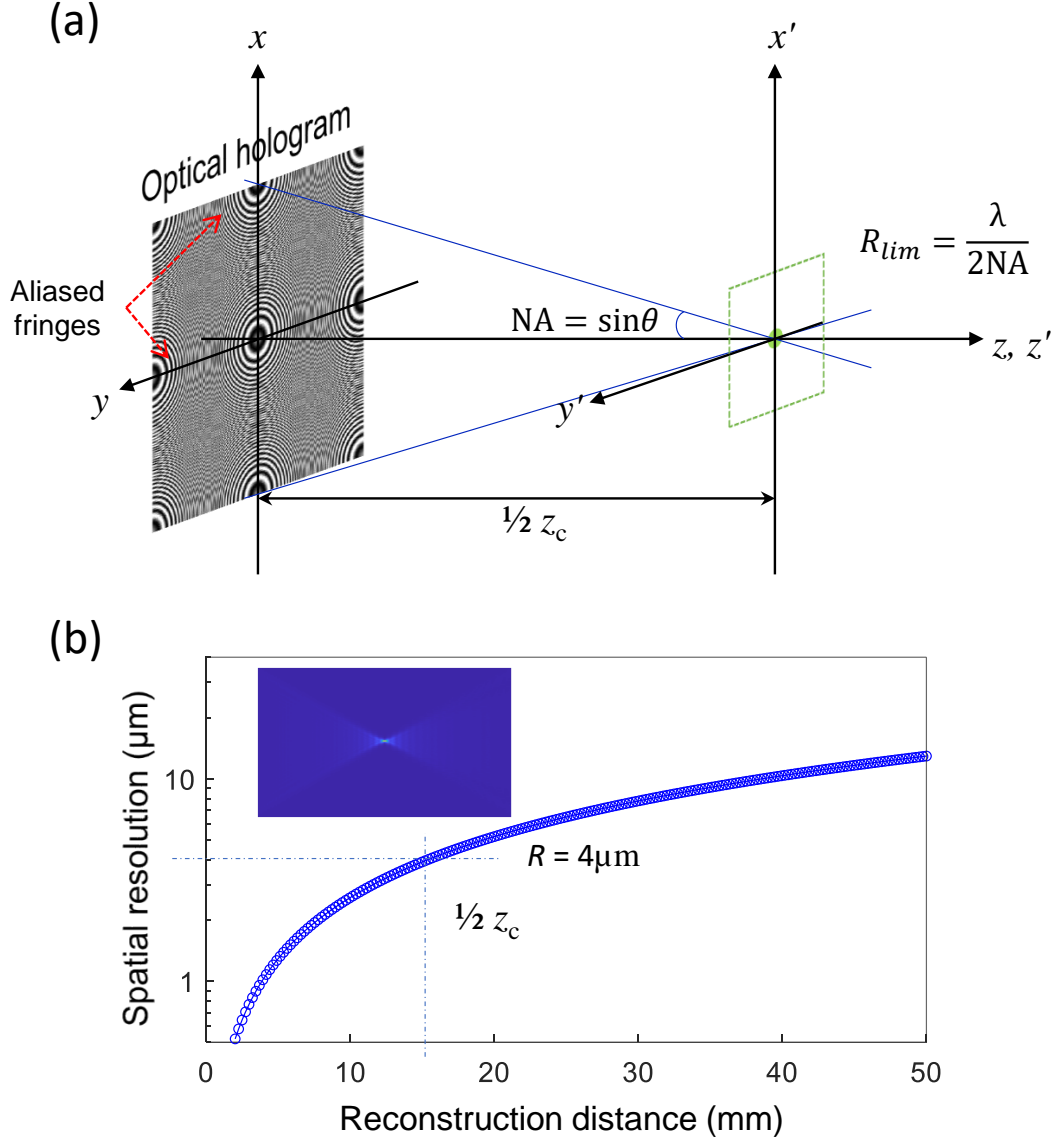 (a)
x
x′
Optical hologram
R_lim = λ / 2NA
Aliased
fringes
NA = sinθ
z, z′
y
y′
½ z_c
(b)
Spatial resolution (μm)
10
1
R = 4μm
½ z_c
0 10 20 30 40 50
Reconstruction distance (mm)